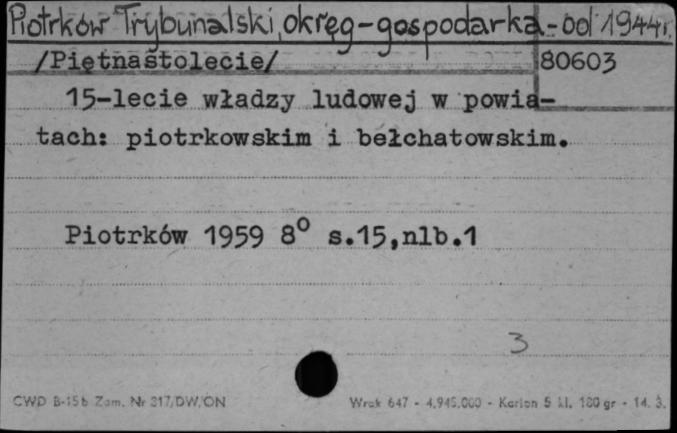 Piotrków Trybunalski, okręg-gospodarka-od 1944r.
/Piętnastolecie/
80603
15-lecie władzy ludowej w powia-
tach: piotrkowskim i bełchatowskim.
Piotrków 1959 8° s.15,nlb.1
3
CWD B-15b Zam. Nr 317/DW/ON
Wrak 647 - 4.945.000 - Karton 5 kl. 180 gr - 14. 3.